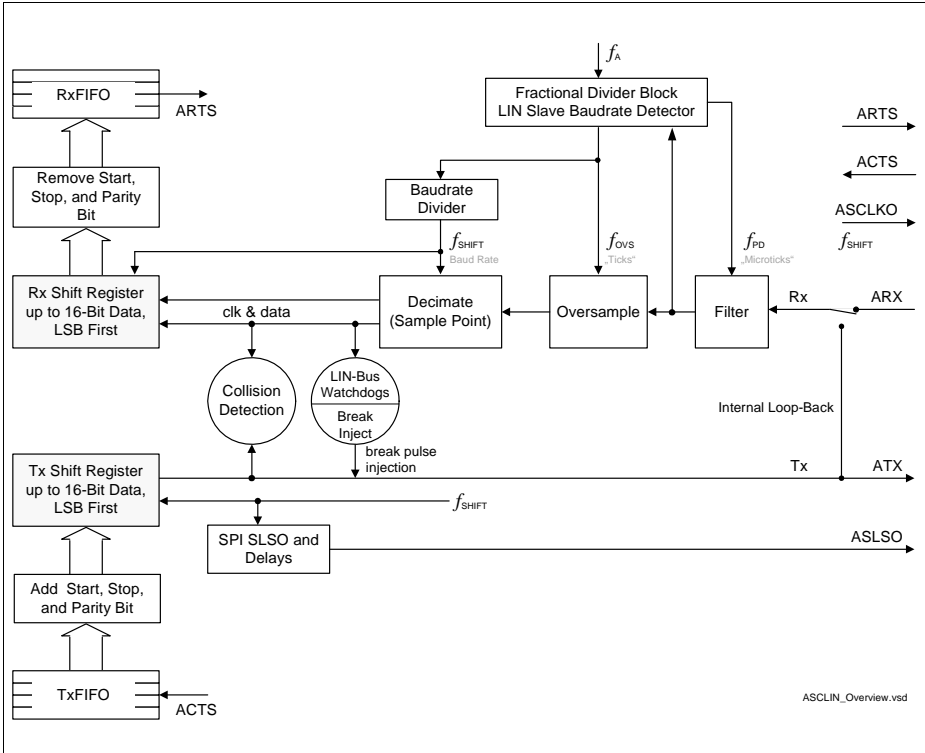 fA
RxFIFO
ARTS
Fractional Divider Block
LIN Slave Baudrate Detector
ARTS
ACTS
ASCLKO
fSHIFT
Remove Start,
Stop, and Parity
Bit
Baudrate
Divider
fSHIFT
Baud Rate
fOVS
„Ticks“
fPD
„Microticks“
Rx Shift Register
up to 16-Bit Data,
LSB First
clk & data
Decimate
(Sample Point)
Oversample
Filter
Rx
ARX
Collision
Detection
LIN-Bus
Watchdogs
Break
Inject
break pulse
injection
Internal Loop-Back
Tx Shift Register
up to 16-Bit Data,
LSB First
Tx
ATX
fSHIFT
SPI SLSO and
Delays
ASLSO
Add Start, Stop,
and Parity Bit
TxFIFO
ACTS
ASCLIN_Overview.vsd